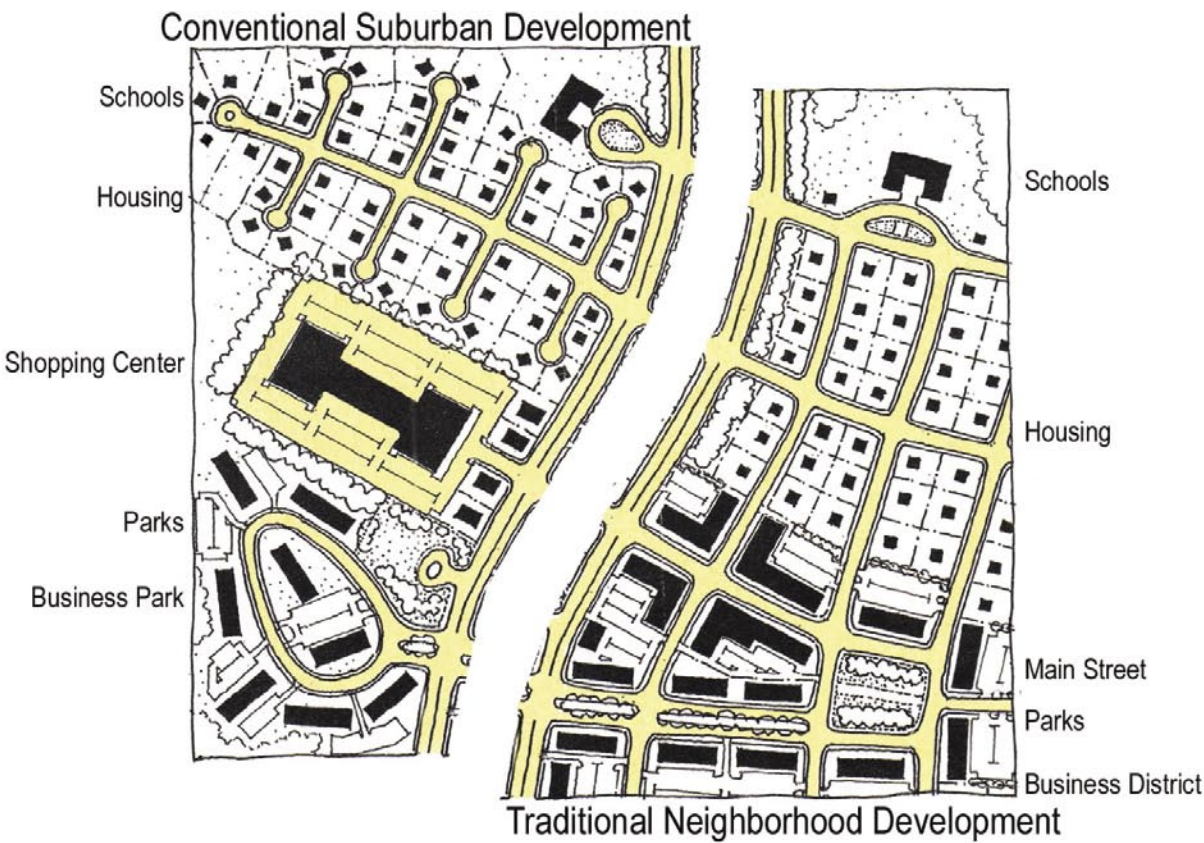 Conventional Suburban Development
Schools
Housing
Shopping Center
Parks
Business Park
Schools
Housing
Main Street
Parks
Business District
Traditional Neighborhood Development